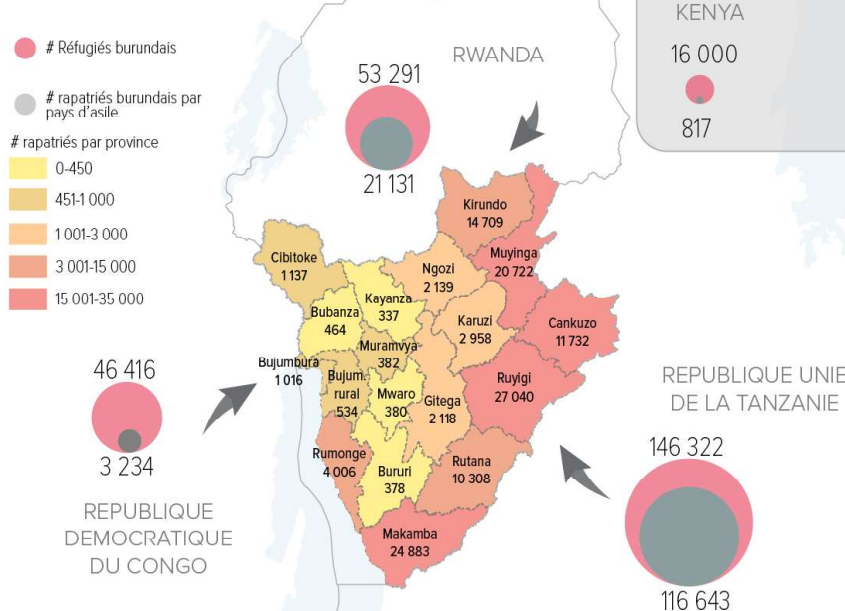 # Réfugiés burundais
# rapatriés burundais par
pays d'asile
# rapatriés par province
0-450
451-1 000
1 001-3 000
3 001-15 000
15 001-35 000
RWANDA
53 291
21 131
KENYA
16 000
817
Kirundo
14 709
Muyinga
20 722
Cibitoke
1 137
Ngozi
2 139
Kayanza
337
Bubanza
464
Karuzi
2 958
Cankuzo
11 732
Muramvya
382
Bujumbura
1 016
Bujum.
rural
534
Mwaro
380
Gitega
2 118
Ruyigi
27 040
Rumonge
4 006
Bururi
378
Rutana
10 308
Makamba
24 883
46 416
3 234
REPUBLIQUE
DEMOCRATIQUE
DU CONGO
REPUBLIQUE UNIE
DE LA TANZANIE
146 322
116 643